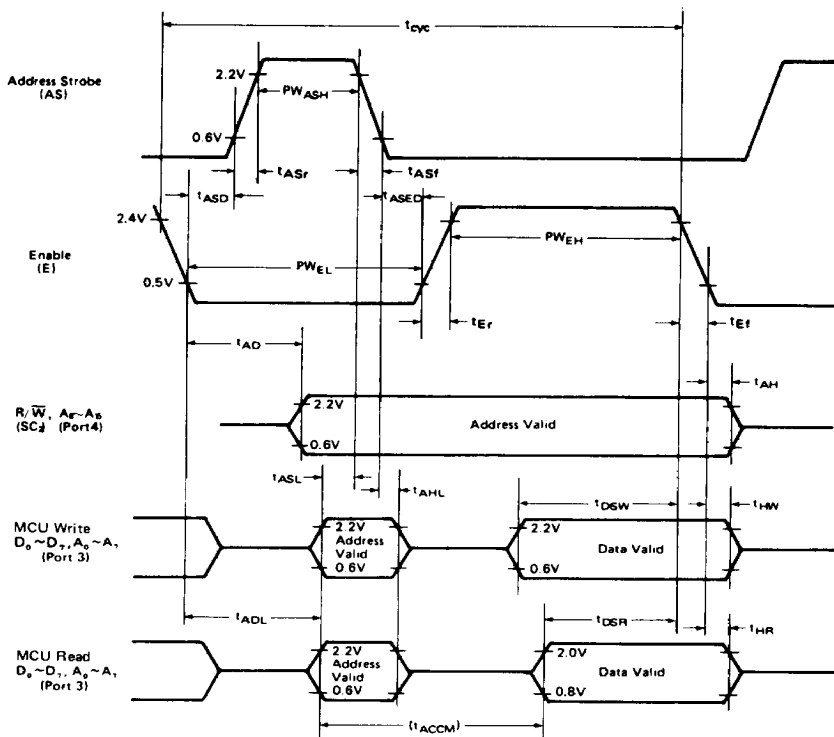 tcyc
Address Strobe
(AS)
2.2V
PWASH
0.6V
tASr
tASf
tASD
tASED
2.4V
Enable
(E)
PWEH
PWEL
0.5V
tEr
tEf
tAD
tAH
R/W̅, A₈~A₁₅
(SC₂) (Port4)
2.2V
Address Valid
0.6V
tASL
tAHL
tDSW
tHW
MCU Write
D₀~D₇, A₀~A₇
(Port 3)
2.2V
Address
Valid
0.6V
2.2V
Data Valid
0.6V
tADL
tDSR
tHR
MCU Read
D₀~D₇, A₀~A₇
(Port 3)
2.2V
Address
Valid
0.6V
2.0V
Data Valid
0.8V
(tACCM)